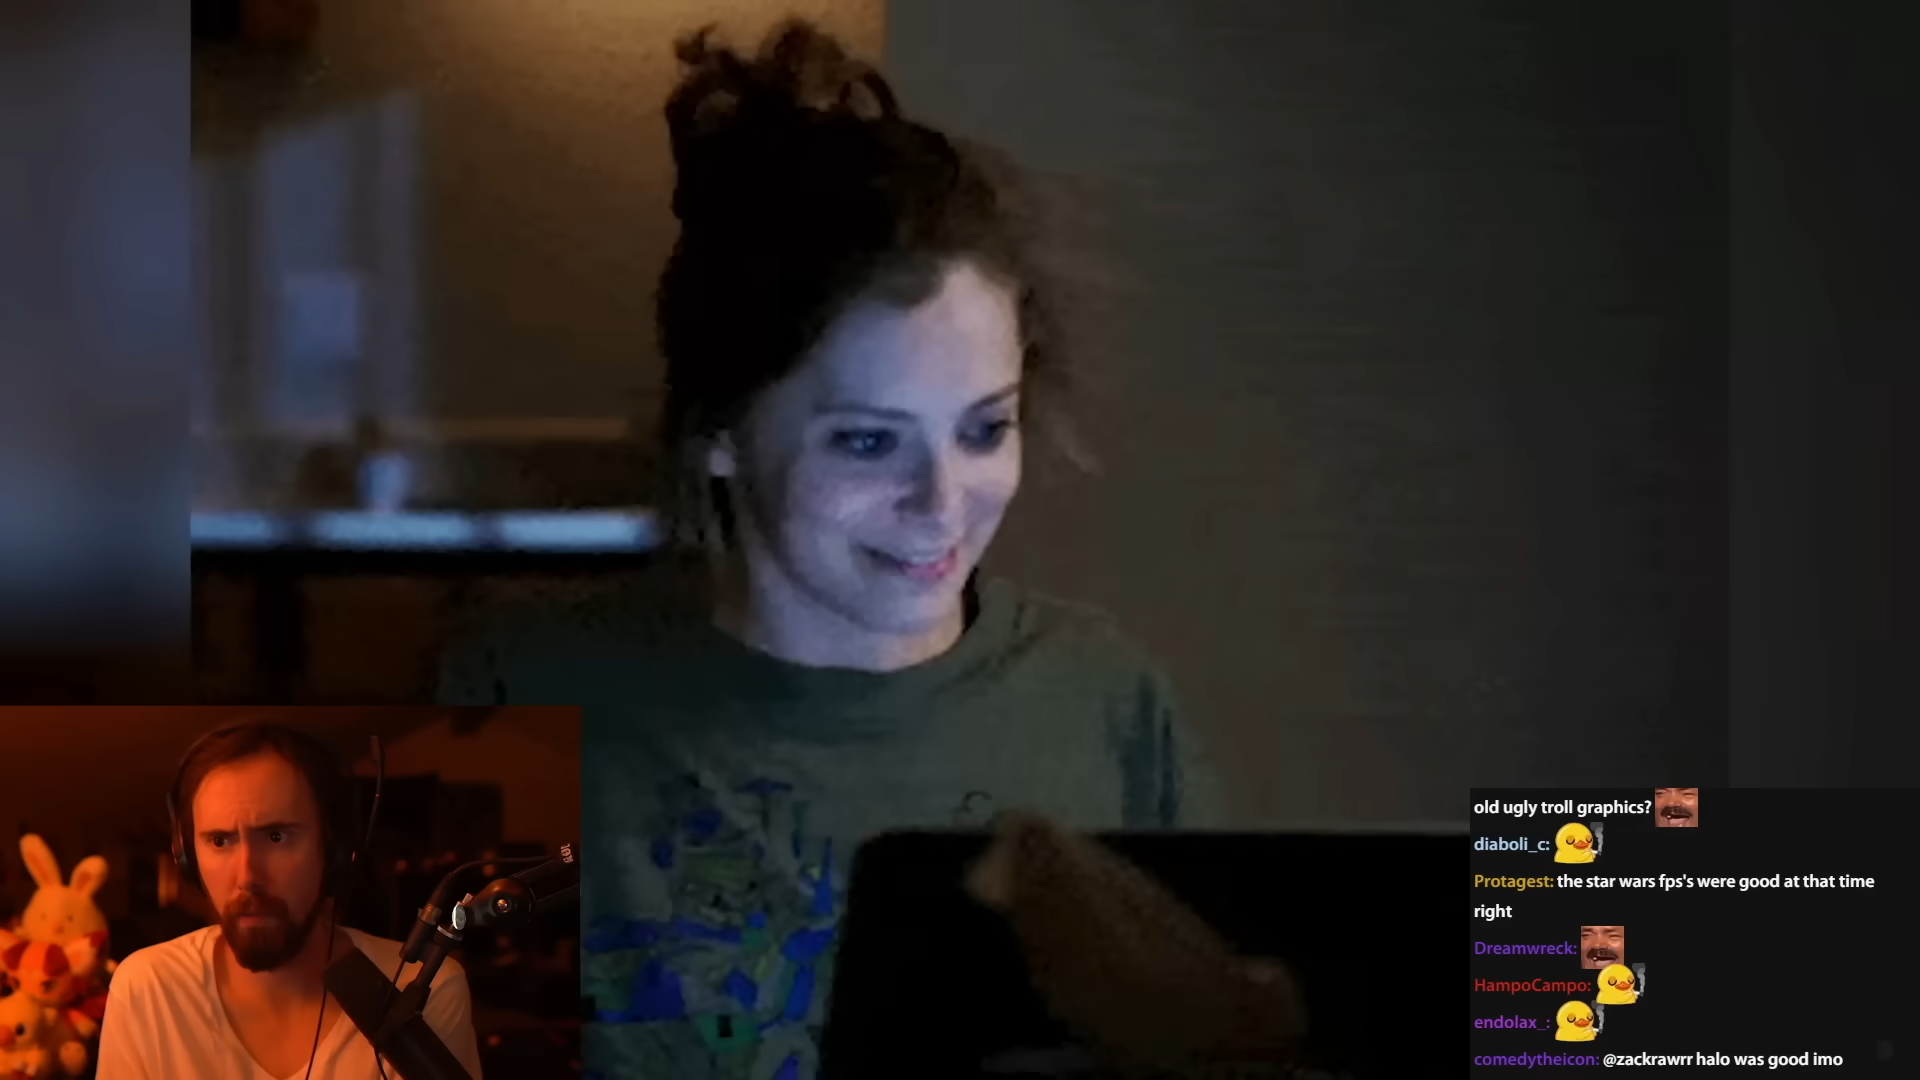 old ugly troll graphics?
diaboli_c:
Protagest: the star wars fps's were good at that time
right
Dreamwreck:
HampoCampo:
endolax_:
comedytheicon: @zackrawrr halo was good imo